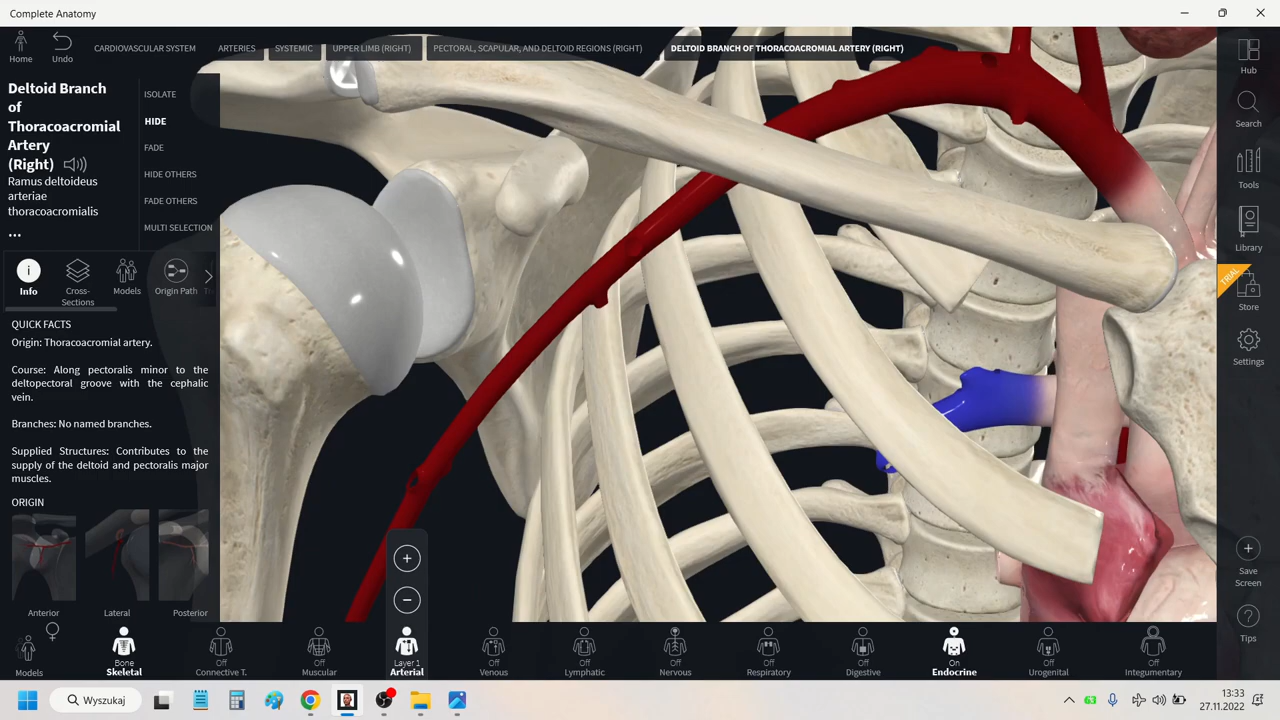 Complete Anatomy
Home
Undo
CARDIOVASCULAR SYSTEM
ARTERIES
SYSTEMIC
UPPER LIMB (RIGHT)
PECTORAL, SCAPULAR, AND DELTOID REGIONS (RIGHT)
DELTOID BRANCH OF THORACOACROMIAL ARTERY (RIGHT)
Deltoid Branch
of
Thoracoacromial
Artery
(Right)
Ramus deltoideus
arteriae
thoracoacromialis
...
ISOLATE
HIDE
FADE
HIDE OTHERS
FADE OTHERS
MULTI SELECTION
Info
Cross-
Sections
Models
Origin Path
QUICK FACTS
Origin: Thoracoacromial artery.
Course: Along pectoralis minor to the
deltopectoral groove with the cephalic
vein.
Branches: No named branches.
Supplied Structures: Contributes to the
supply of the deltoid and pectoralis major
muscles.
ORIGIN
Anterior
Lateral
Posterior
Hub
Search
Tools
Library
TRIAL
Store
Settings
Save
Screen
Tips
Models
Bone
Skeletal
Off
Connective T.
Off
Muscular
Layer 1
Arterial
Off
Venous
Off
Lymphatic
Off
Nervous
Off
Respiratory
Off
Digestive
On
Endocrine
Off
Urogenital
Off
Integumentary
Wyszukaj
63
13:33
27.11.2022